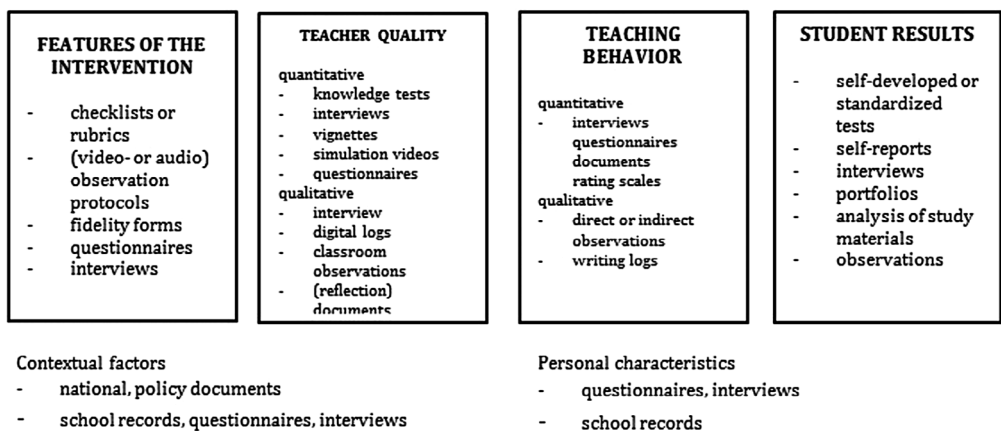 FEATURES OF THE
INTERVENTION
- checklists or
rubrics
- (video- or audio)
observation
protocols
- fidelity forms
- questionnaires
- interviews
TEACHER QUALITY
quantitative
- knowledge tests
- interviews
- vignettes
- simulation videos
- questionnaires
qualitative
- interview
- digital logs
- classroom
observations
- (reflection)
documents
TEACHING
BEHAVIOR
quantitative
- interviews
questionnaires
documents
rating scales
qualitative
- direct or indirect
observations
- writing logs
STUDENT RESULTS
- self-developed or
standardized
tests
- self-reports
- interviews
- portfolios
- analysis of study
materials
- observations
Contextual factors
- national, policy documents
- school records, questionnaires, interviews
Personal characteristics
- questionnaires, interviews
- school records